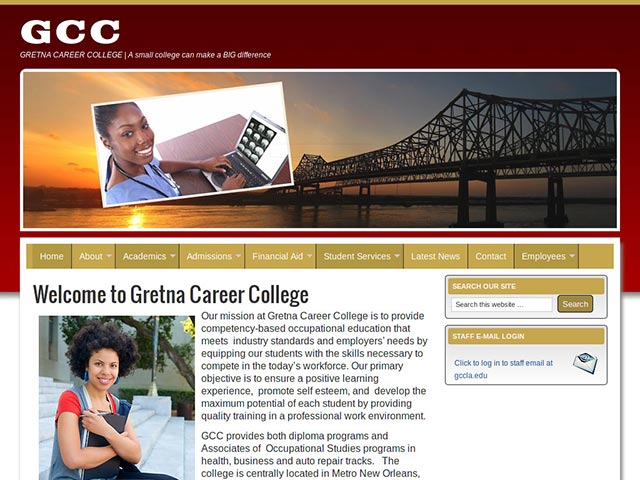 GCC
GRETNA CAREER COLLEGE | A small college can make a BIG difference
Home About Academics Admissions Financial Aid Student Services Latest News Contact Employees
Welcome to Gretna Career College
Our mission at Gretna Career College is to provide
competency-based occupational education that
meets industry standards and employers' needs by
equipping our students with the skills necessary to
compete in the today's workforce. Our primary
objective is to ensure a positive learning
experience, promote self esteem, and develop the
maximum potential of each student by providing
quality training in a professional work environment.
GCC provides both diploma programs and
Associates of Occupational Studies programs in
health, business and auto repair tracks. The
college is centrally located in Metro New Orleans,
SEARCH OUR SITE
Search this website … Search
STAFF E-MAIL LOGIN
Click to log in to staff email at
gccla.edu